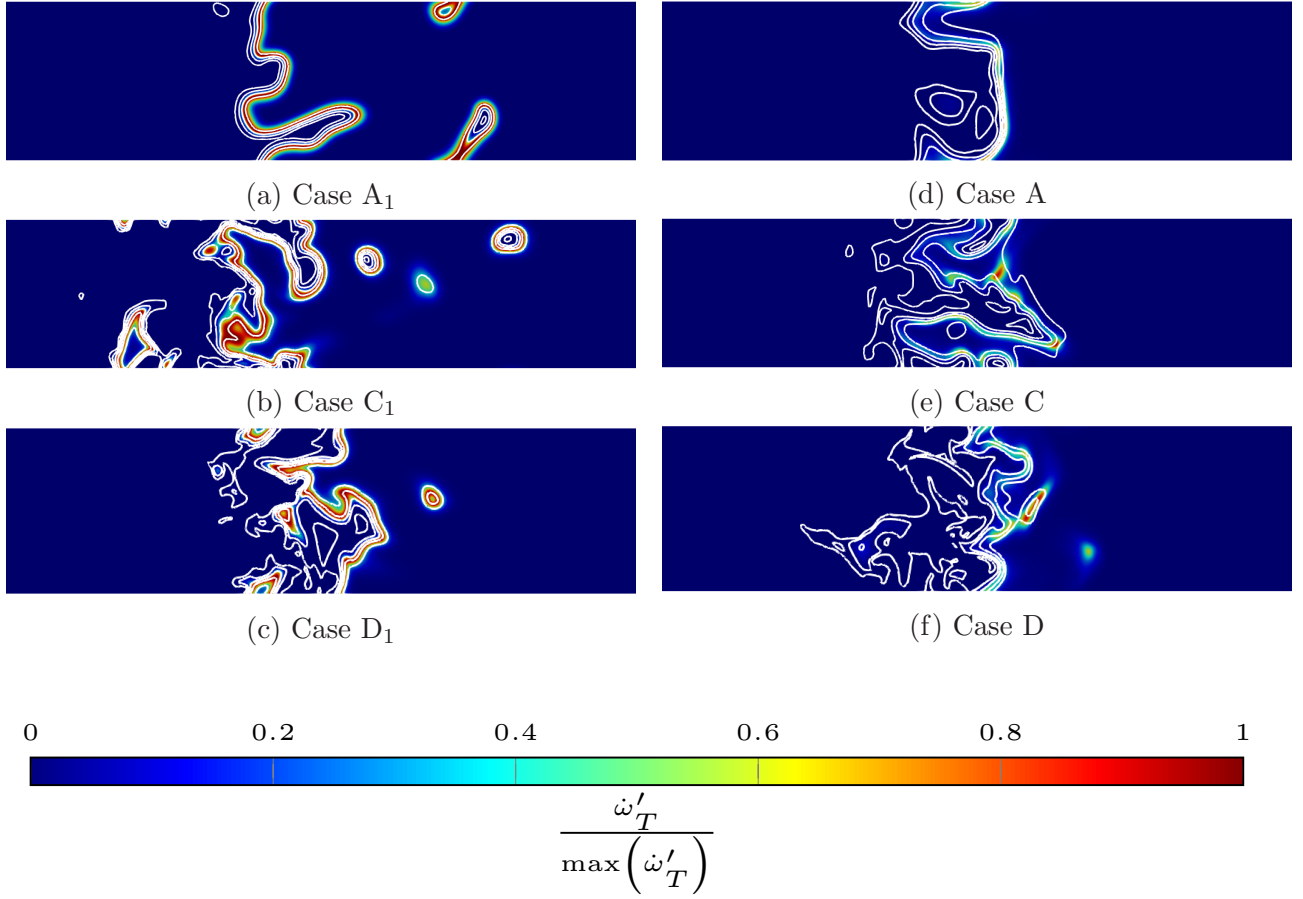 (a) Case A₁
(d) Case A
(b) Case C₁
(e) Case C
(c) Case D₁
(f) Case D
0 0.2 0.4 0.6 0.8 1
ω̇′_T
max(ω̇′_T)